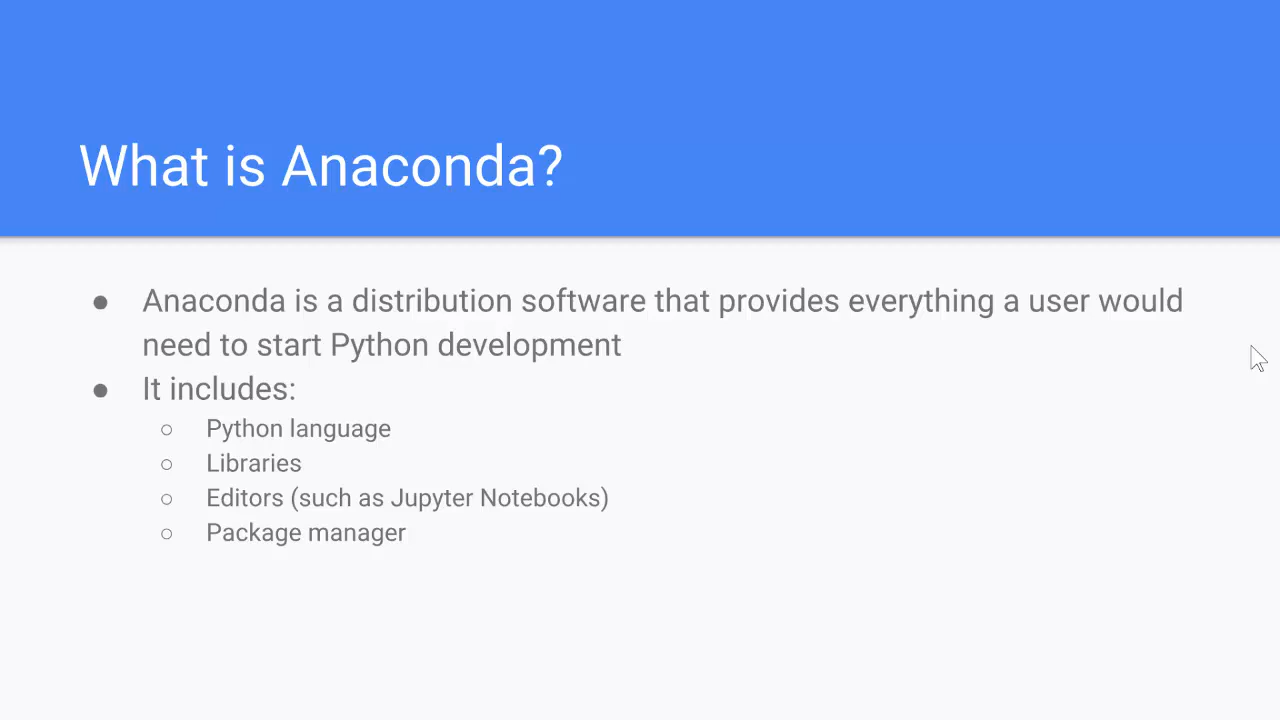 What is Anaconda?
● Anaconda is a distribution software that provides everything a user would
need to start Python development
● It includes:
○ Python language
○ Libraries
○ Editors (such as Jupyter Notebooks)
○ Package manager